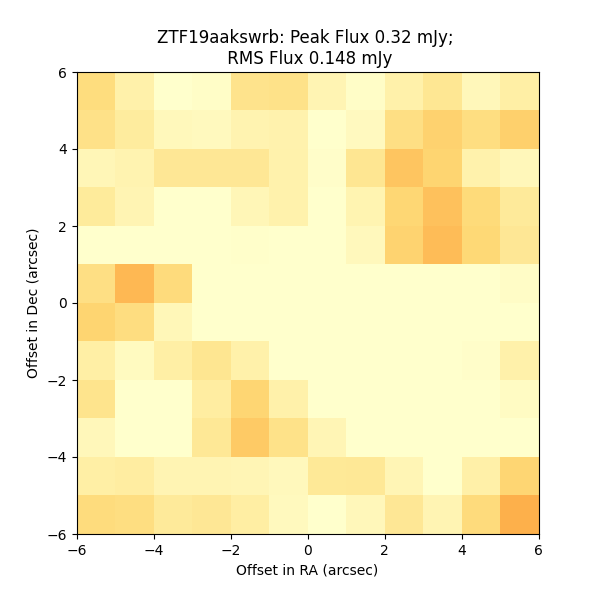 ZTF19aakswrb: Peak Flux 0.32 mJy;
RMS Flux 0.148 mJy
6
4
2
0
−2
−4
−6
Offset in Dec (arcsec)
−6 −4 −2 0 2 4 6
Offset in RA (arcsec)